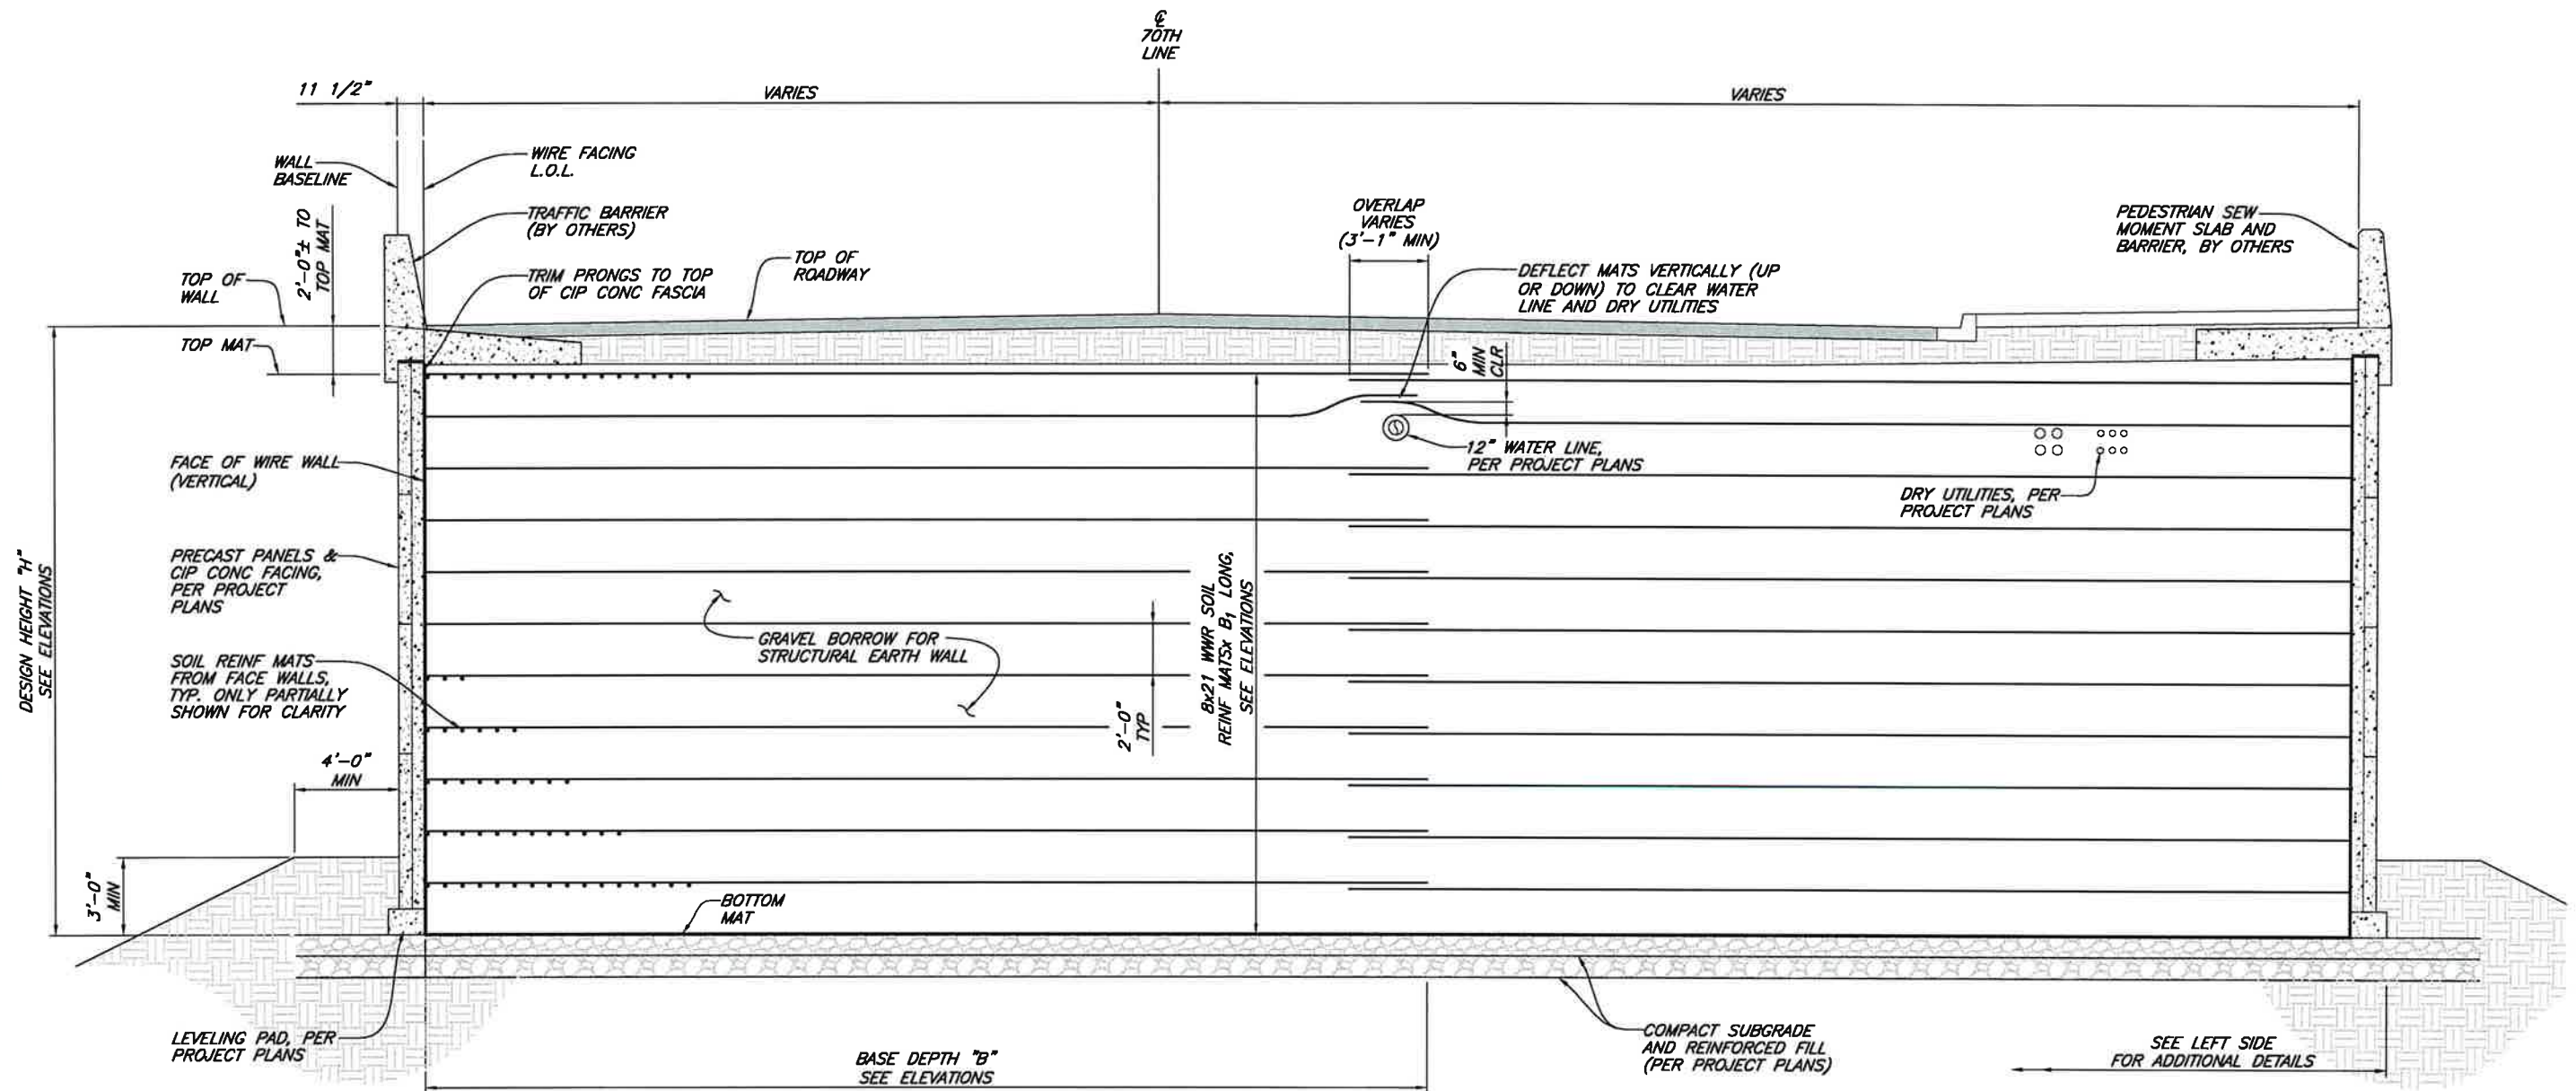 ℄
70TH
LINE
11 1/2"
VARIES
VARIES
WALL
BASELINE
WIRE FACING
L.O.L.
2'-0"± TO
TOP MAT
TRAFFIC BARRIER
(BY OTHERS)
OVERLAP
VARIES
(3'-1" MIN)
PEDESTRIAN SEW
MOMENT SLAB AND
BARRIER, BY OTHERS
TOP OF
WALL
TRIM PRONGS TO TOP
OF CIP CONC FASCIA
TOP OF
ROADWAY
DEFLECT MATS VERTICALLY (UP
OR DOWN) TO CLEAR WATER
LINE AND DRY UTILITIES
TOP MAT
6"
MIN
CLR
FACE OF WIRE WALL
(VERTICAL)
12" WATER LINE,
PER PROJECT PLANS
DRY UTILITIES, PER
PROJECT PLANS
DESIGN HEIGHT "H"
SEE ELEVATIONS
PRECAST PANELS &
CIP CONC FACING,
PER PROJECT
PLANS
8x21 WWR SOIL
REINF MATSx B₁ LONG,
SEE ELEVATIONS
GRAVEL BORROW FOR
STRUCTURAL EARTH WALL
SOIL REINF MATS
FROM FACE WALLS,
TYP. ONLY PARTIALLY
SHOWN FOR CLARITY
2'-0"
TYP
4'-0"
MIN
3'-0"
MIN
BOTTOM
MAT
LEVELING PAD, PER
PROJECT PLANS
BASE DEPTH "B"
SEE ELEVATIONS
COMPACT SUBGRADE
AND REINFORCED FILL
(PER PROJECT PLANS)
SEE LEFT SIDE
FOR ADDITIONAL DETAILS